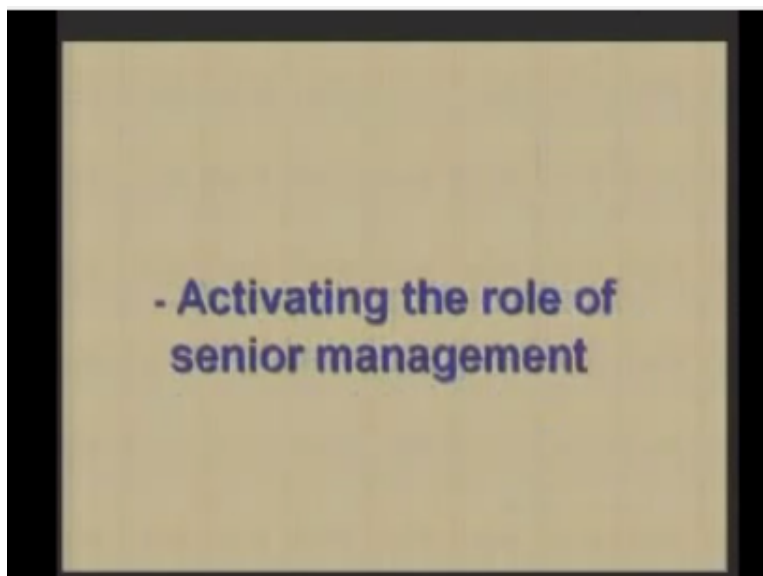 - Activating the role of
senior management